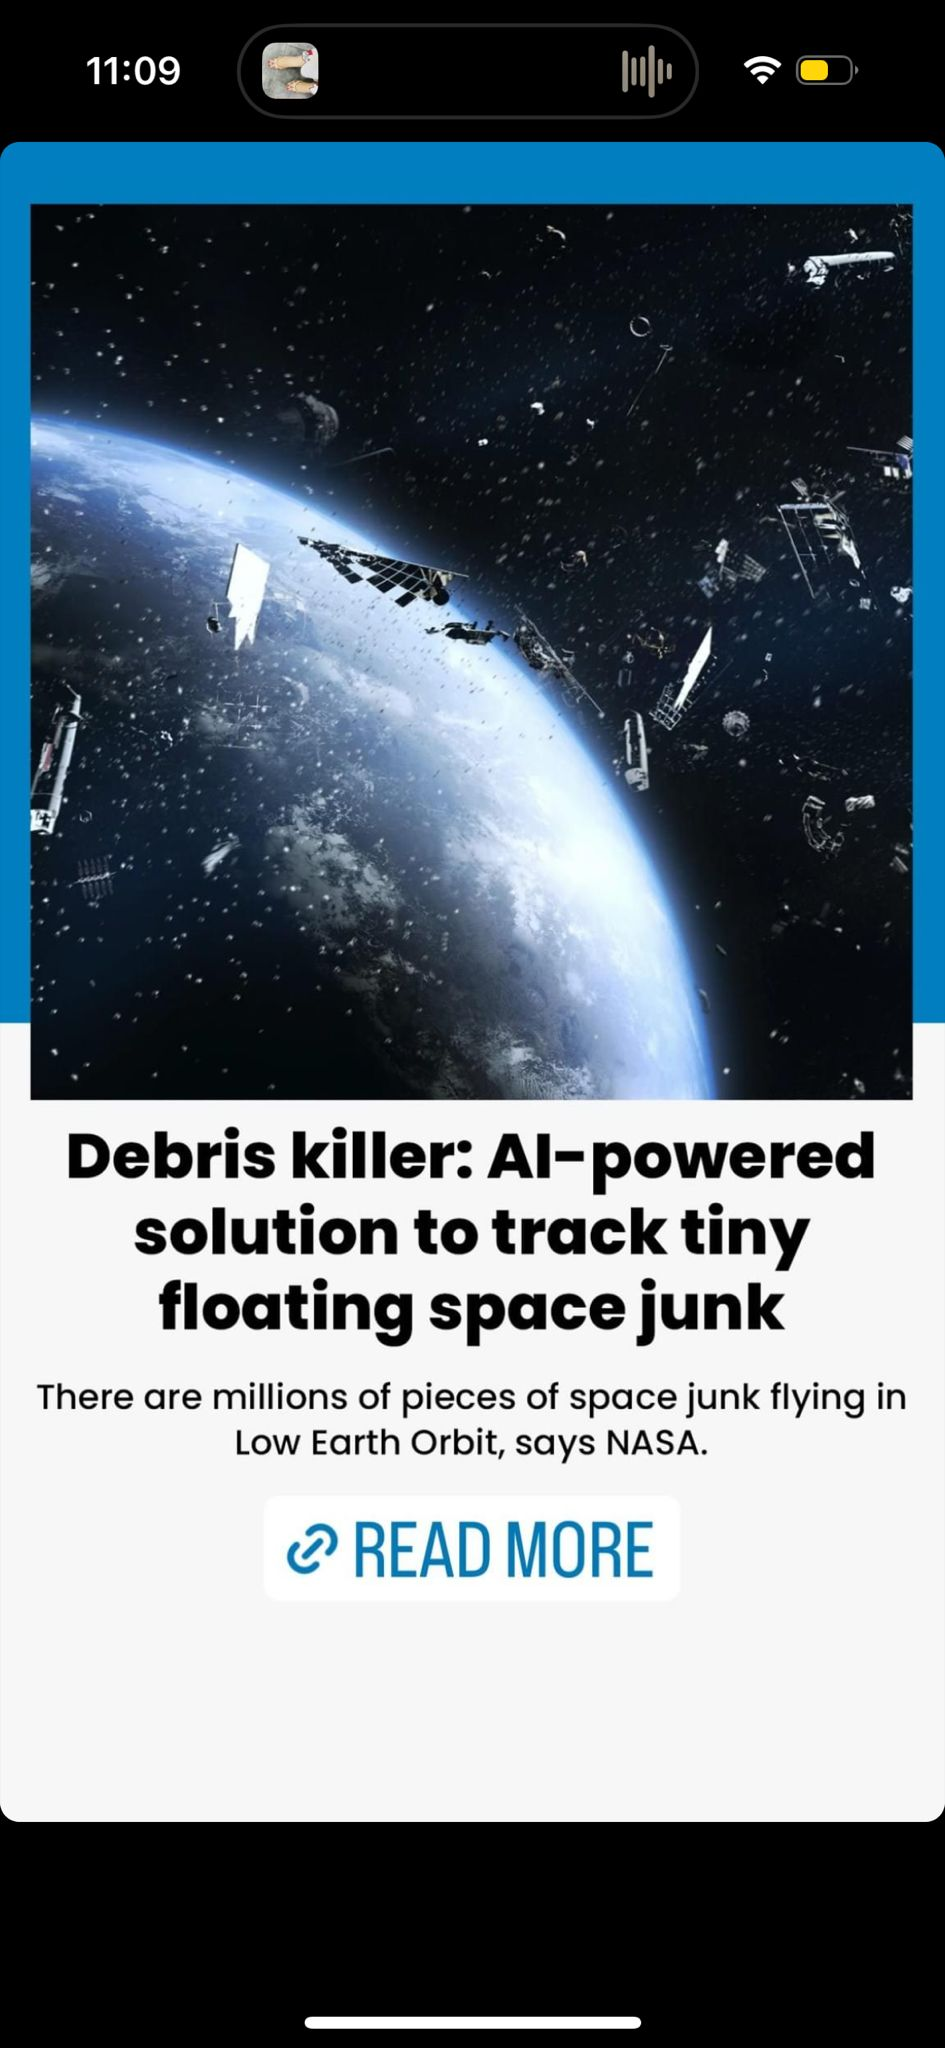 11:09
Debris killer: AI-powered
solution to track tiny
floating space junk
There are millions of pieces of space junk flying in
Low Earth Orbit, says NASA.
READ MORE